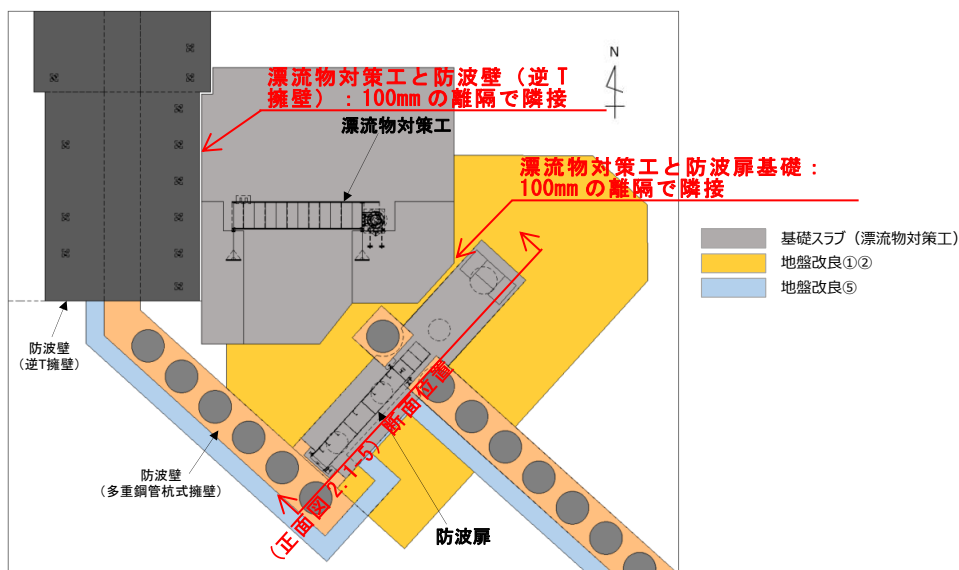 漂流物対策工と防波壁（逆T
擁壁）：100mmの離隔で隣接
漂流物対策工
N
漂流物対策工と防波扉基礎：
100mmの離隔で隣接
基礎スラブ（漂流物対策工）
地盤改良①②
地盤改良⑤
防波壁
（逆T擁壁）
防波壁
（多重鋼管杭式擁壁）
（正面図2.1-5）断面位置
防波扉